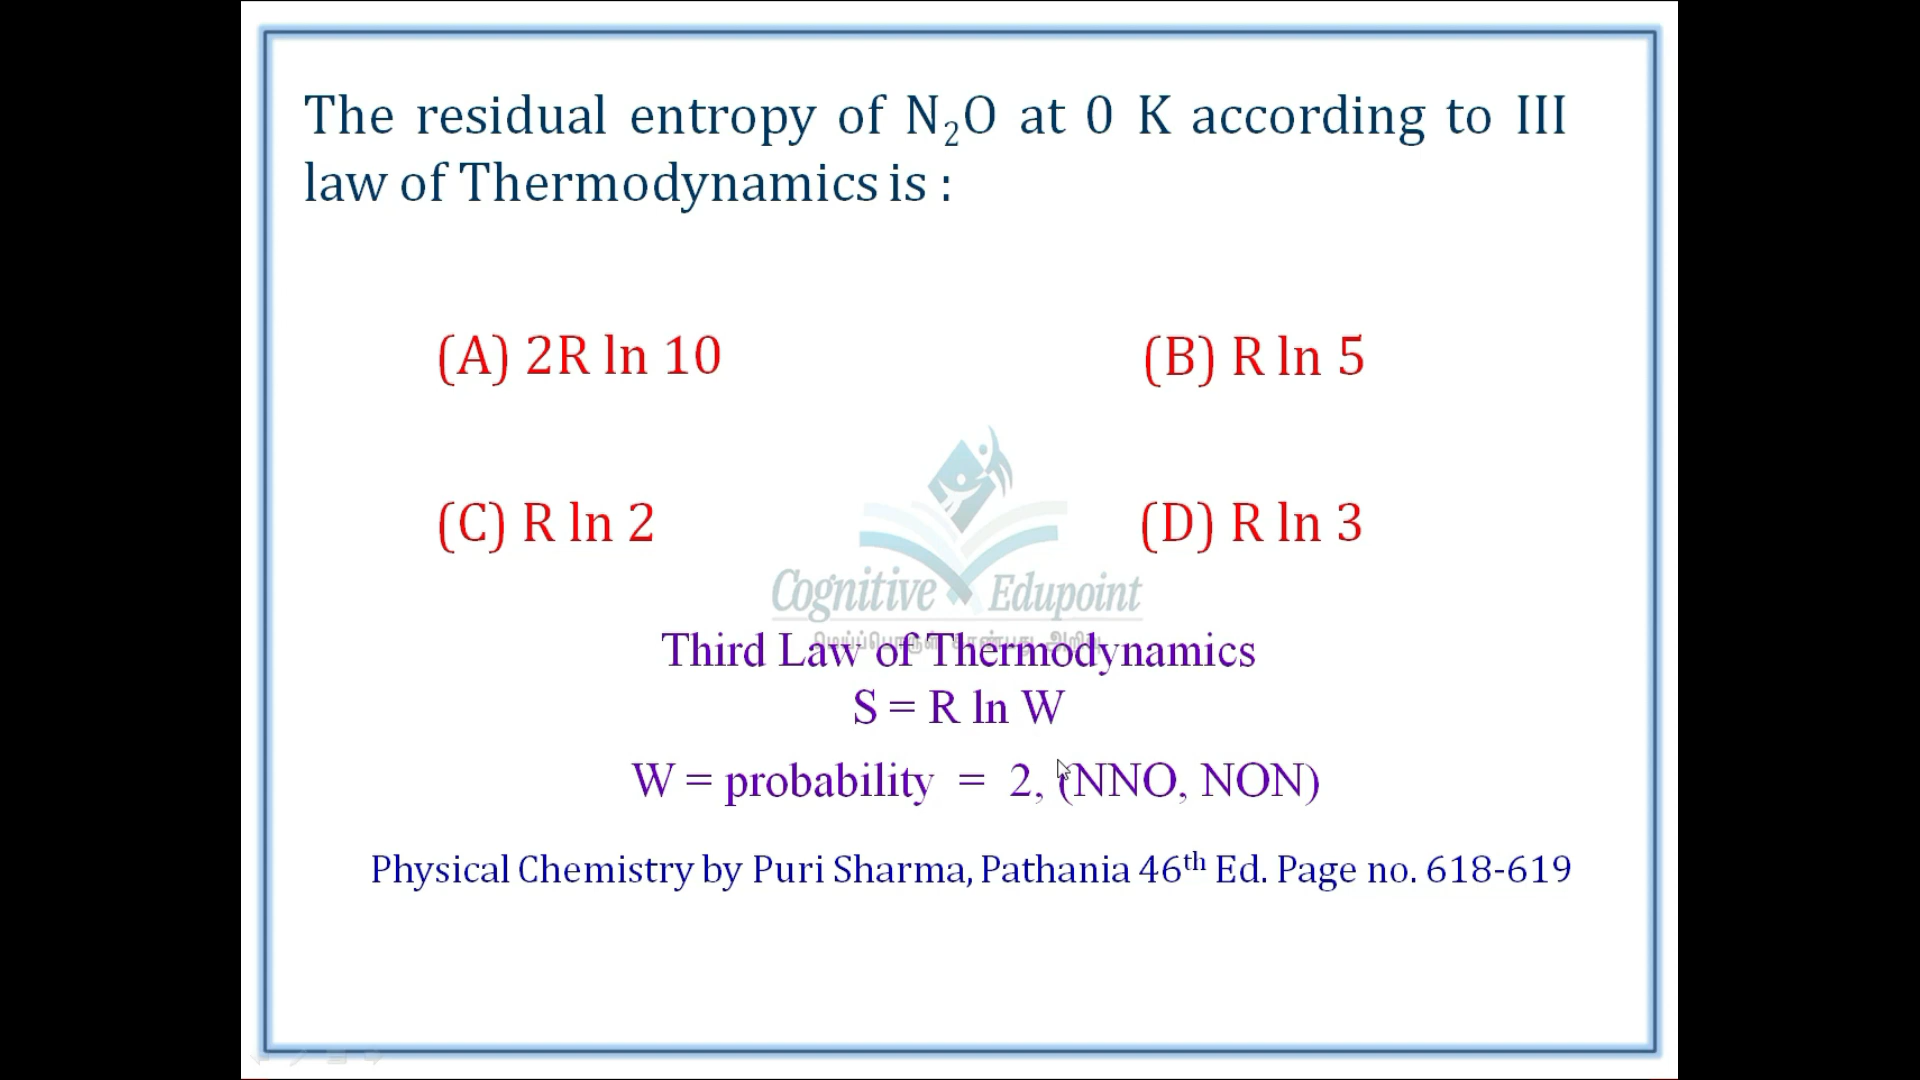 The residual entropy of N₂O at 0 K according to III
law of Thermodynamics is :
(A) 2R ln 10
(B) R ln 5
(C) R ln 2
(D) R ln 3
Cognitive Edupoint
Third Law of Thermodynamics
S = R ln W
W = probability = 2, (NNO, NON)
Physical Chemistry by Puri Sharma, Pathania 46th Ed. Page no. 618-619